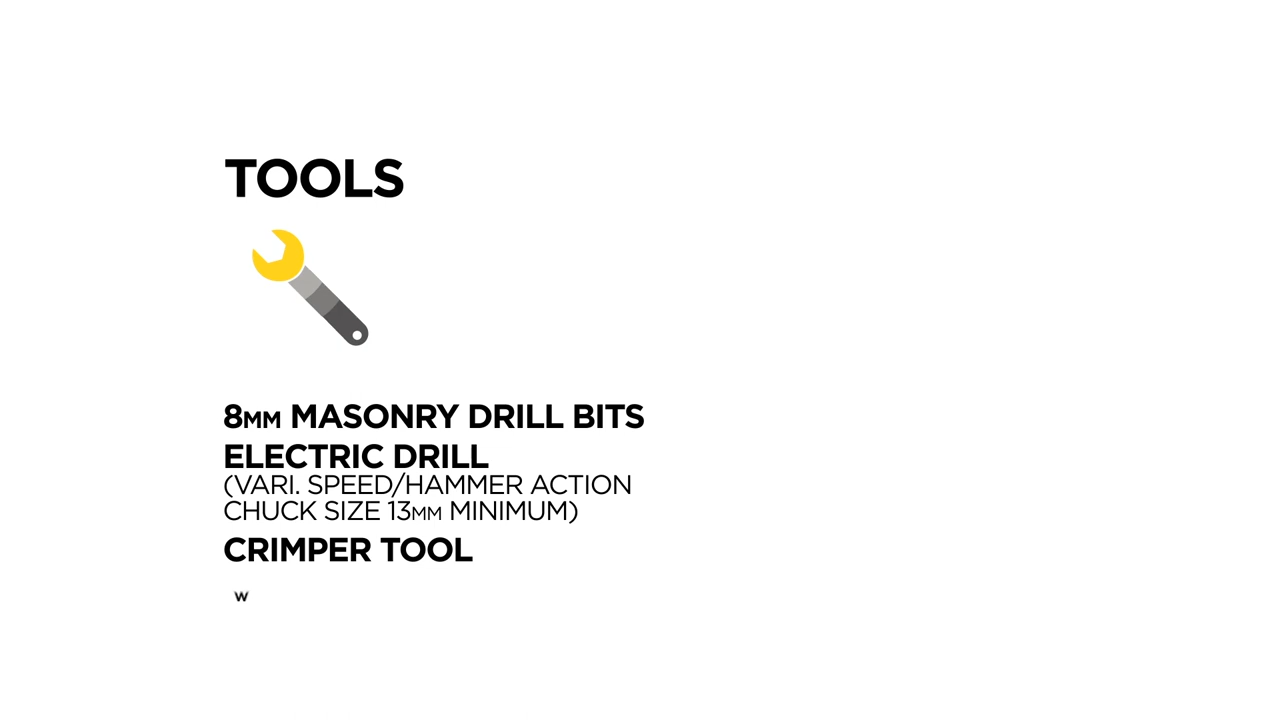 TOOLS
8MM MASONRY DRILL BITS
ELECTRIC DRILL
(VARI. SPEED/HAMMER ACTION
CHUCK SIZE 13MM MINIMUM)
CRIMPER TOOL
W